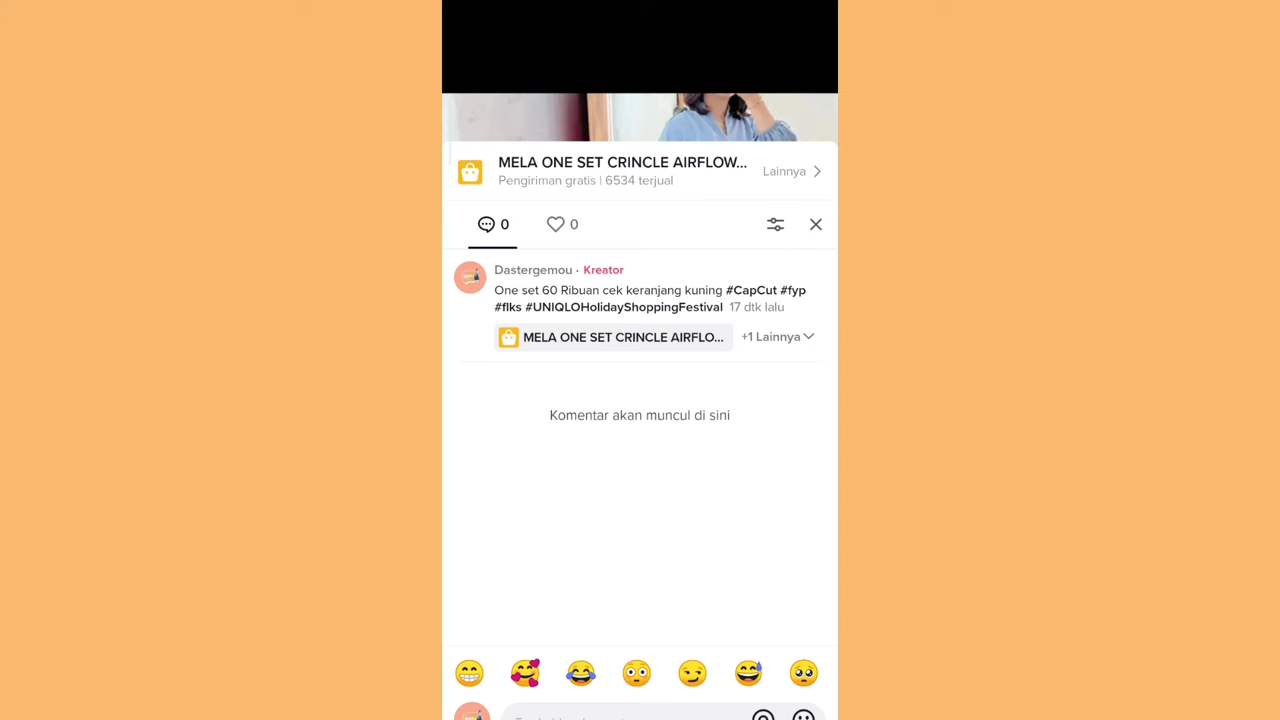 MELA ONE SET CRINCLE AIRFLOW...
Pengiriman gratis | 6534 terjual
Lainnya
0
0
Dastergemou · Kreator
One set 60 Ribuan cek keranjang kuning #CapCut #fyp
#flks #UNIQLOHolidayShoppingFestival 17 dtk lalu
MELA ONE SET CRINCLE AIRFLO...
+1 Lainnya
Komentar akan muncul di sini